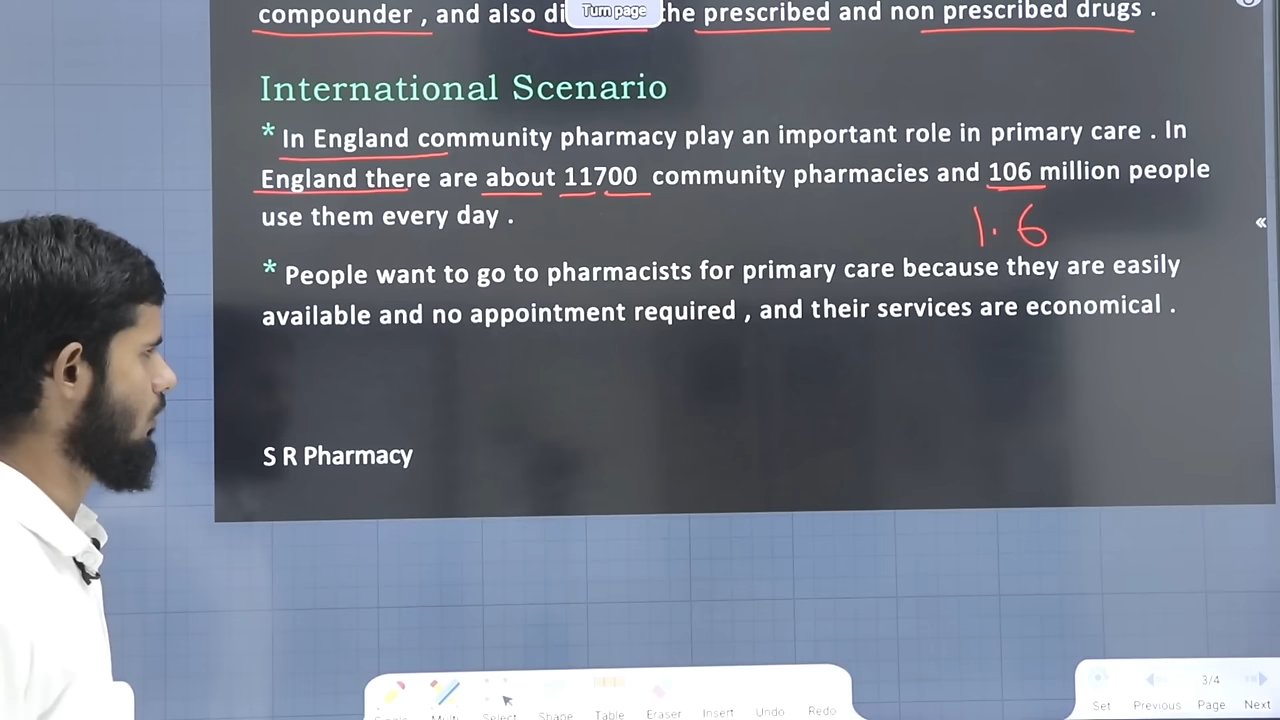 compounder , and also di the prescribed and non prescribed drugs .
Turn page
International Scenario
* In England community pharmacy play an important role in primary care . In
England there are about 11700 community pharmacies and 106 million people
use them every day .
1.6
«
* People want to go to pharmacists for primary care because they are easily
available and no appointment required , and their services are economical .
S R Pharmacy
3/4
Select Shape Table Eraser Insert Undo Redo
Set Previous Page Next